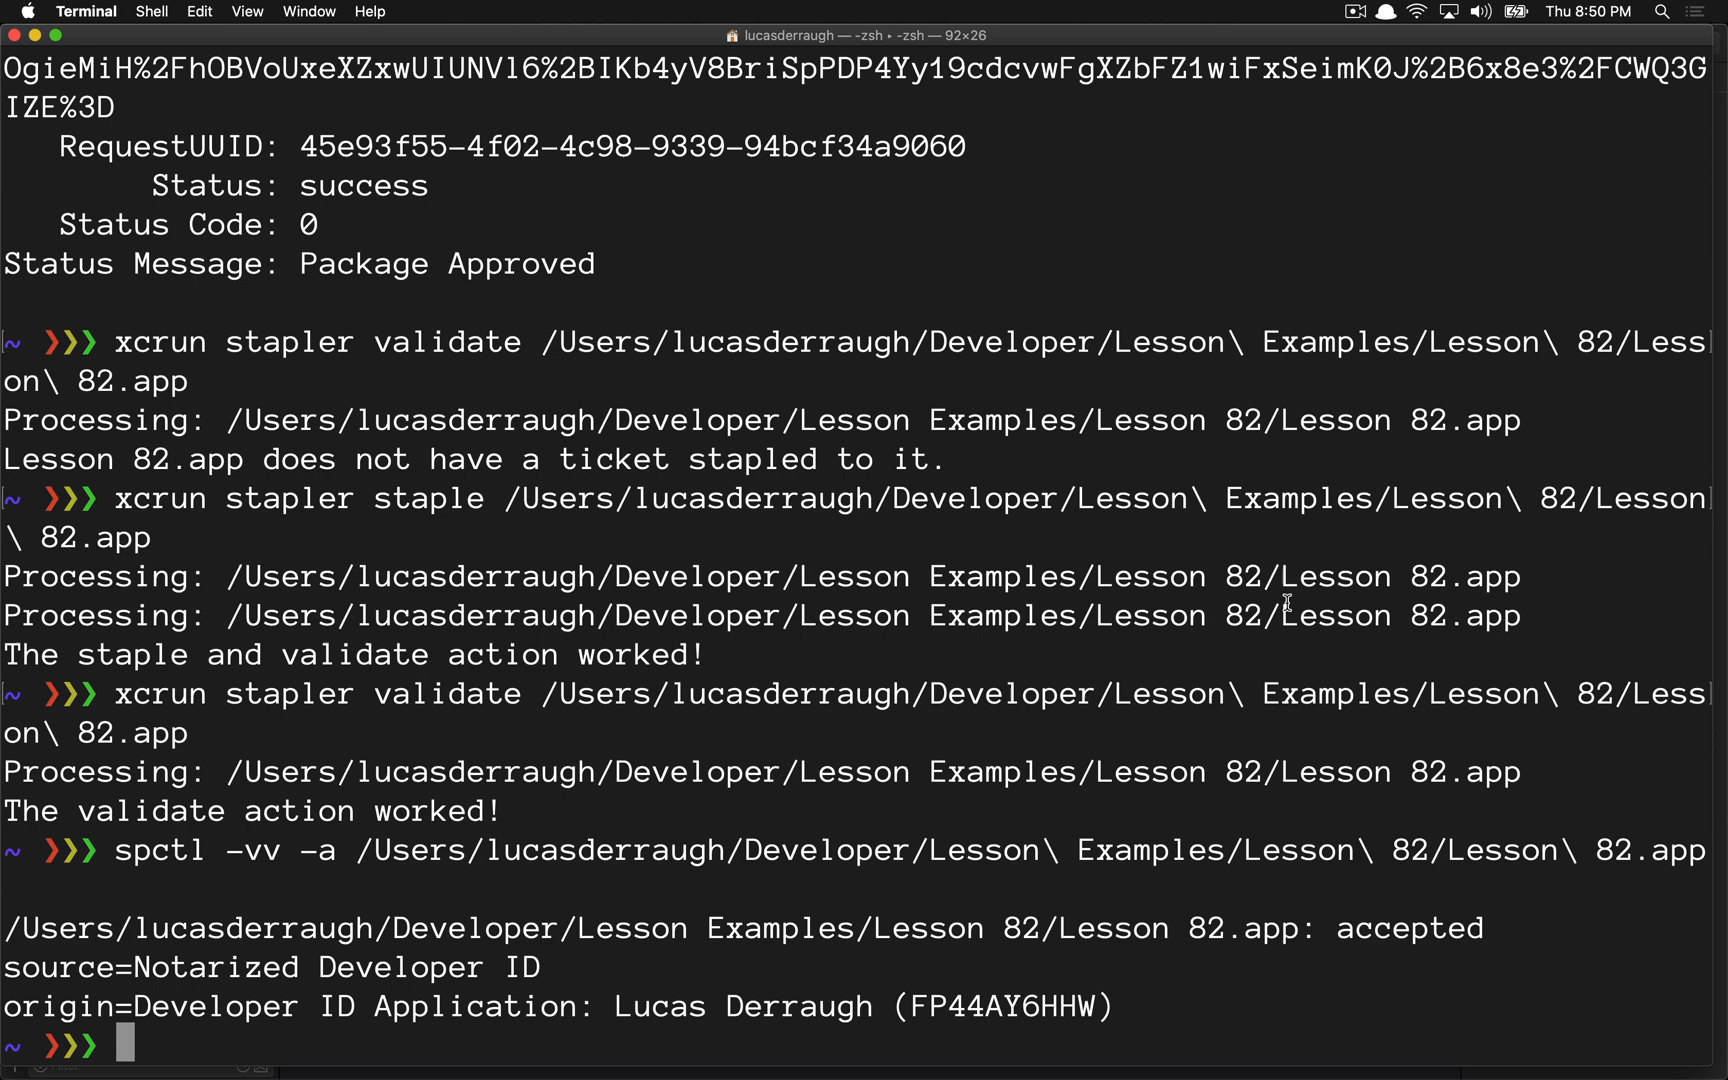 Terminal Shell Edit View Window Help Thu 8:50 PM
lucasderraugh — -zsh ▸ -zsh — 92×26
OgieMiH%2FhOBVoUxeXZxwUIUNVl6%2BIKb4yV8BriSpPDP4Yy19cdcvwFgXZbFZ1wiFxSeimK0J%2B6x8e3%2FCWQ3G
IZE%3D
RequestUUID: 45e93f55-4f02-4c98-9339-94bcf34a9060
Status: success
Status Code: 0
Status Message: Package Approved
~ ❯❯❯ xcrun stapler validate /Users/lucasderraugh/Developer/Lesson\ Examples/Lesson\ 82/Less
on\ 82.app
Processing: /Users/lucasderraugh/Developer/Lesson Examples/Lesson 82/Lesson 82.app
Lesson 82.app does not have a ticket stapled to it.
~ ❯❯❯ xcrun stapler staple /Users/lucasderraugh/Developer/Lesson\ Examples/Lesson\ 82/Lesson
\ 82.app
Processing: /Users/lucasderraugh/Developer/Lesson Examples/Lesson 82/Lesson 82.app
Processing: /Users/lucasderraugh/Developer/Lesson Examples/Lesson 82/Lesson 82.app
The staple and validate action worked!
~ ❯❯❯ xcrun stapler validate /Users/lucasderraugh/Developer/Lesson\ Examples/Lesson\ 82/Less
on\ 82.app
Processing: /Users/lucasderraugh/Developer/Lesson Examples/Lesson 82/Lesson 82.app
The validate action worked!
~ ❯❯❯ spctl -vv -a /Users/lucasderraugh/Developer/Lesson\ Examples/Lesson\ 82/Lesson\ 82.app
/Users/lucasderraugh/Developer/Lesson Examples/Lesson 82/Lesson 82.app: accepted
source=Notarized Developer ID
origin=Developer ID Application: Lucas Derraugh (FP44AY6HHW)
~ ❯❯❯
Filter